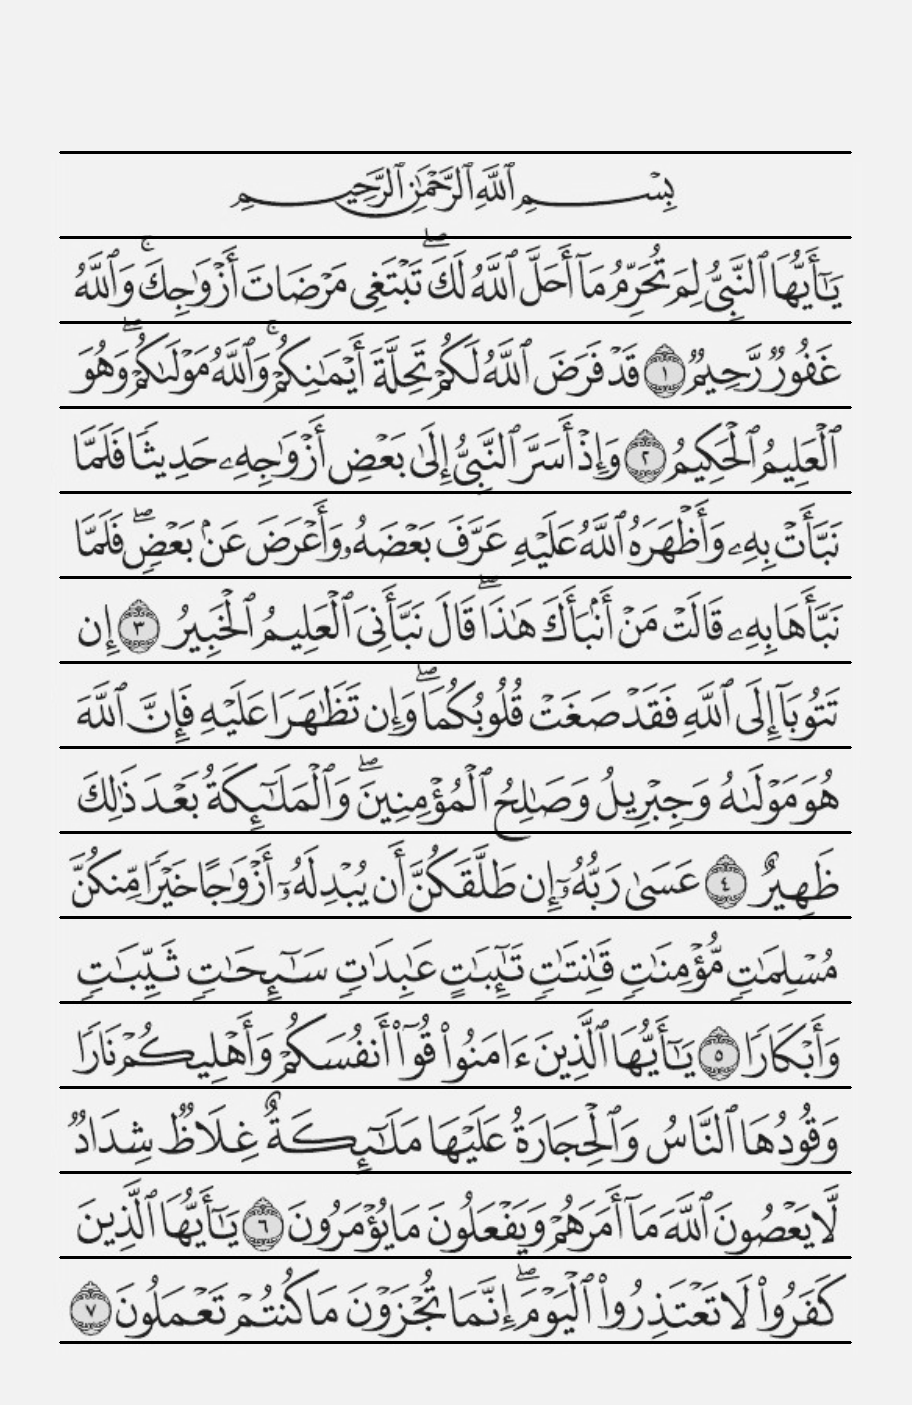 بِسْمِ ٱللَّهِ ٱلرَّحْمَٰنِ ٱلرَّحِيمِ
يَٰٓأَيُّهَا ٱلنَّبِىُّ لِمَ تُحَرِّمُ مَآ أَحَلَّ ٱللَّهُ لَكَ ۖ تَبْتَغِى مَرْضَاتَ أَزْوَٰجِكَ ۚ وَٱللَّهُ
غَفُورٌ رَّحِيمٌ ١ قَدْ فَرَضَ ٱللَّهُ لَكُمْ تَحِلَّةَ أَيْمَٰنِكُمْ ۚ وَٱللَّهُ مَوْلَىٰكُمْ ۖ وَهُوَ
ٱلْعَلِيمُ ٱلْحَكِيمُ ٢ وَإِذْ أَسَرَّ ٱلنَّبِىُّ إِلَىٰ بَعْضِ أَزْوَٰجِهِۦ حَدِيثًا فَلَمَّا
نَبَّأَتْ بِهِۦ وَأَظْهَرَهُ ٱللَّهُ عَلَيْهِ عَرَّفَ بَعْضَهُۥ وَأَعْرَضَ عَنۢ بَعْضٍ ۖ فَلَمَّا
نَبَّأَهَا بِهِۦ قَالَتْ مَنْ أَنۢبَأَكَ هَٰذَا ۖ قَالَ نَبَّأَنِىَ ٱلْعَلِيمُ ٱلْخَبِيرُ ٣ إِن
تَتُوبَآ إِلَى ٱللَّهِ فَقَدْ صَغَتْ قُلُوبُكُمَا ۖ وَإِن تَظَٰهَرَا عَلَيْهِ فَإِنَّ ٱللَّهَ
هُوَ مَوْلَىٰهُ وَجِبْرِيلُ وَصَٰلِحُ ٱلْمُؤْمِنِينَ ۖ وَٱلْمَلَٰٓئِكَةُ بَعْدَ ذَٰلِكَ
ظَهِيرٌ ٤ عَسَىٰ رَبُّهُۥٓ إِن طَلَّقَكُنَّ أَن يُبْدِلَهُۥٓ أَزْوَٰجًا خَيْرًا مِّنكُنَّ
مُسْلِمَٰتٍ مُّؤْمِنَٰتٍ قَٰنِتَٰتٍ تَٰٓئِبَٰتٍ عَٰبِدَٰتٍ سَٰٓئِحَٰتٍ ثَيِّبَٰتٍ
وَأَبْكَارًا ٥ يَٰٓأَيُّهَا ٱلَّذِينَ ءَامَنُوا۟ قُوٓا۟ أَنفُسَكُمْ وَأَهْلِيكُمْ نَارًا
وَقُودُهَا ٱلنَّاسُ وَٱلْحِجَارَةُ عَلَيْهَا مَلَٰٓئِكَةٌ غِلَاظٌ شِدَادٌ
لَّا يَعْصُونَ ٱللَّهَ مَآ أَمَرَهُمْ وَيَفْعَلُونَ مَا يُؤْمَرُونَ ٦ يَٰٓأَيُّهَا ٱلَّذِينَ
كَفَرُوا۟ لَا تَعْتَذِرُوا۟ ٱلْيَوْمَ ۖ إِنَّمَا تُجْزَوْنَ مَا كُنتُمْ تَعْمَلُونَ ٧